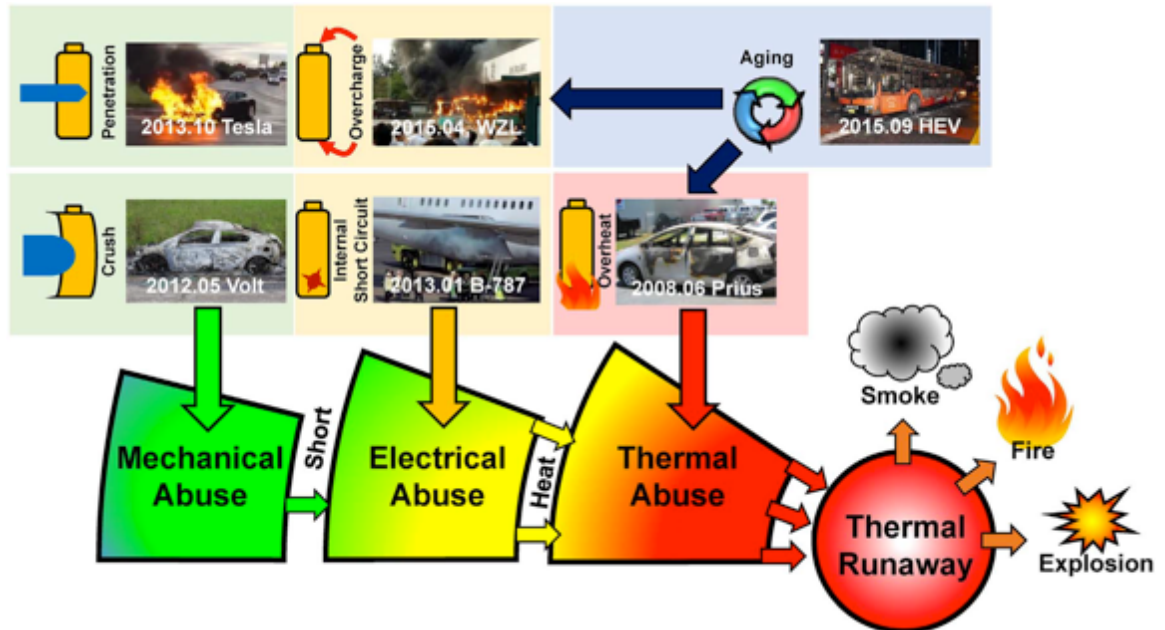 Penetration
2013.10 Tesla
Overcharge
2015.04, WZL
Aging
2015.09 HEV
Crush
2012.05 Volt
Internal
Short Circuit
2013.01 B-787
Overheat
2008.06 Prius
Mechanical
Abuse
Short
Electrical
Abuse
Heat
Thermal
Abuse
Thermal
Runaway
Smoke
Fire
Explosion